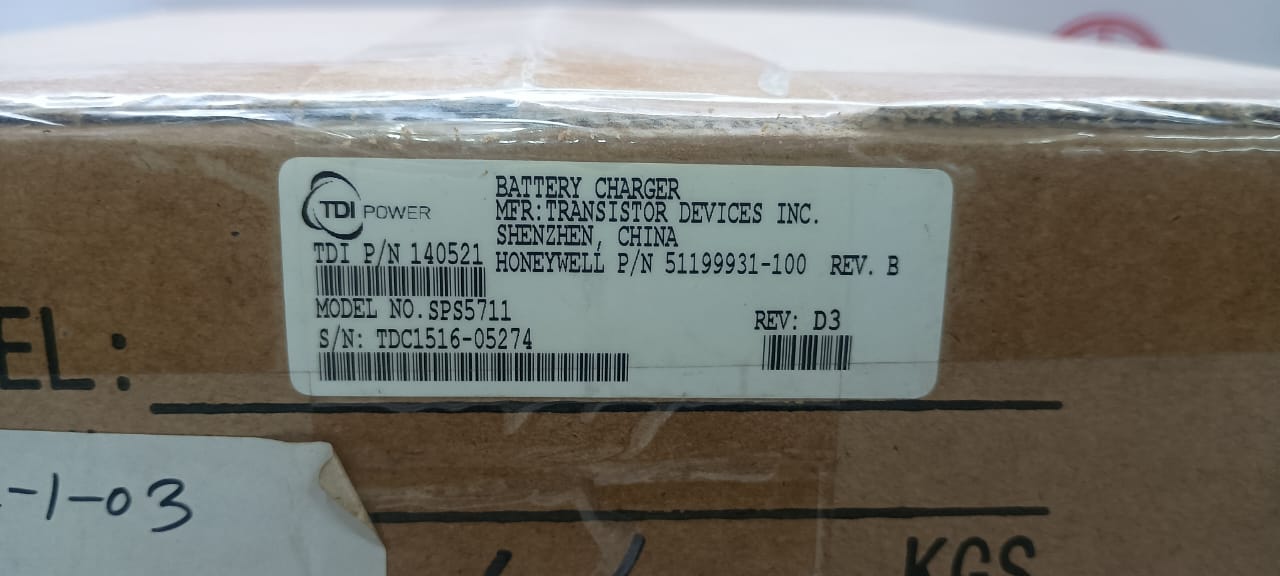 TDI POWER
BATTERY CHARGER
MFR:TRANSISTOR DEVICES INC.
SHENZHEN, CHINA
TDI P/N 140521
HONEYWELL P/N 51199931-100 REV. B
MODEL NO.SPS5711
REV: D3
S/N: TDC1516-05274
EL:
-1-03
KGS